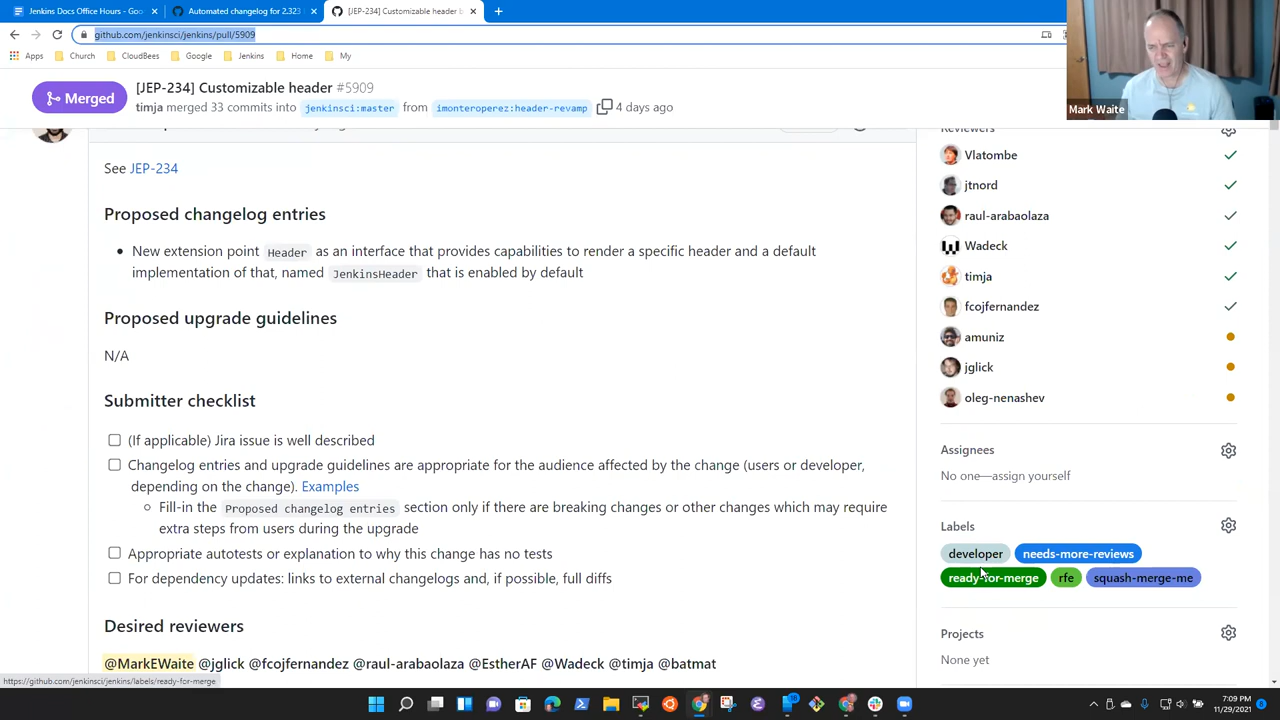 Jenkins Docs Office Hours - Goo
Automated changelog for 2.323
[JEP-234] Customizable header b
github.com/jenkinsci/jenkins/pull/5909
Apps Church CloudBees Google Jenkins Home My
Mark Waite
Merged
[JEP-234] Customizable header #5909
timja merged 33 commits into jenkinsci:master from imonteroperez:header-revamp 4 days ago
See JEP-234
Proposed changelog entries
New extension point Header as an interface that provides capabilities to render a specific header and a default
implementation of that, named JenkinsHeader that is enabled by default
Proposed upgrade guidelines
N/A
Submitter checklist
(If applicable) Jira issue is well described
Changelog entries and upgrade guidelines are appropriate for the audience affected by the change (users or developer,
depending on the change). Examples
Fill-in the Proposed changelog entries section only if there are breaking changes or other changes which may require
extra steps from users during the upgrade
Appropriate autotests or explanation to why this change has no tests
For dependency updates: links to external changelogs and, if possible, full diffs
Desired reviewers
@MarkEWaite @jglick @fcojfernandez @raul-arabaolaza @EstherAF @Wadeck @timja @batmat
Reviewers
Vlatombe
jtnord
raul-arabaolaza
Wadeck
timja
fcojfernandez
amuniz
jglick
oleg-nenashev
Assignees
No one—assign yourself
Labels
developer needs-more-reviews
ready-for-merge rfe squash-merge-me
Projects
None yet
https://github.com/jenkinsci/jenkins/labels/ready-for-merge
7:09 PM
11/29/2021